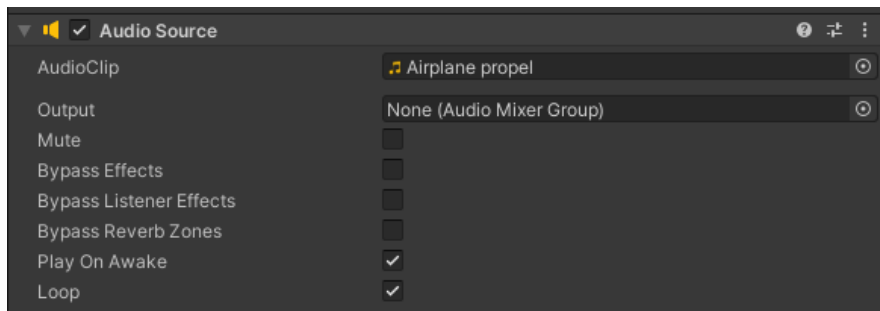 Audio Source
AudioClip Airplane propel
Output None (Audio Mixer Group)
Mute
Bypass Effects
Bypass Listener Effects
Bypass Reverb Zones
Play On Awake
Loop